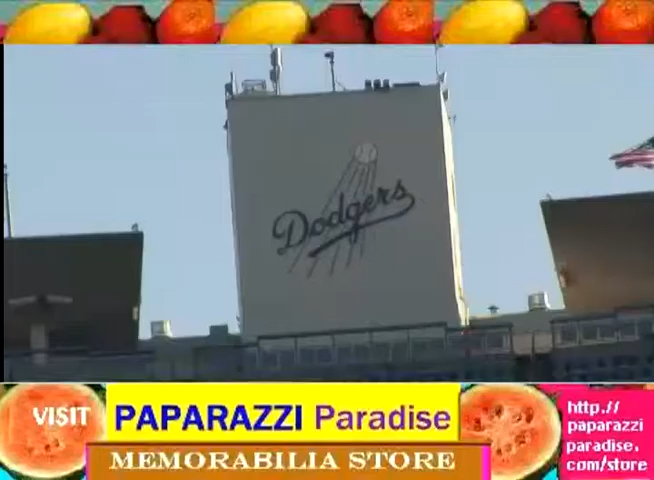 Dodgers
VISIT
PAPARAZZI Paradise
MEMORABILIA STORE
http://
paparazzi
paradise.
com/store